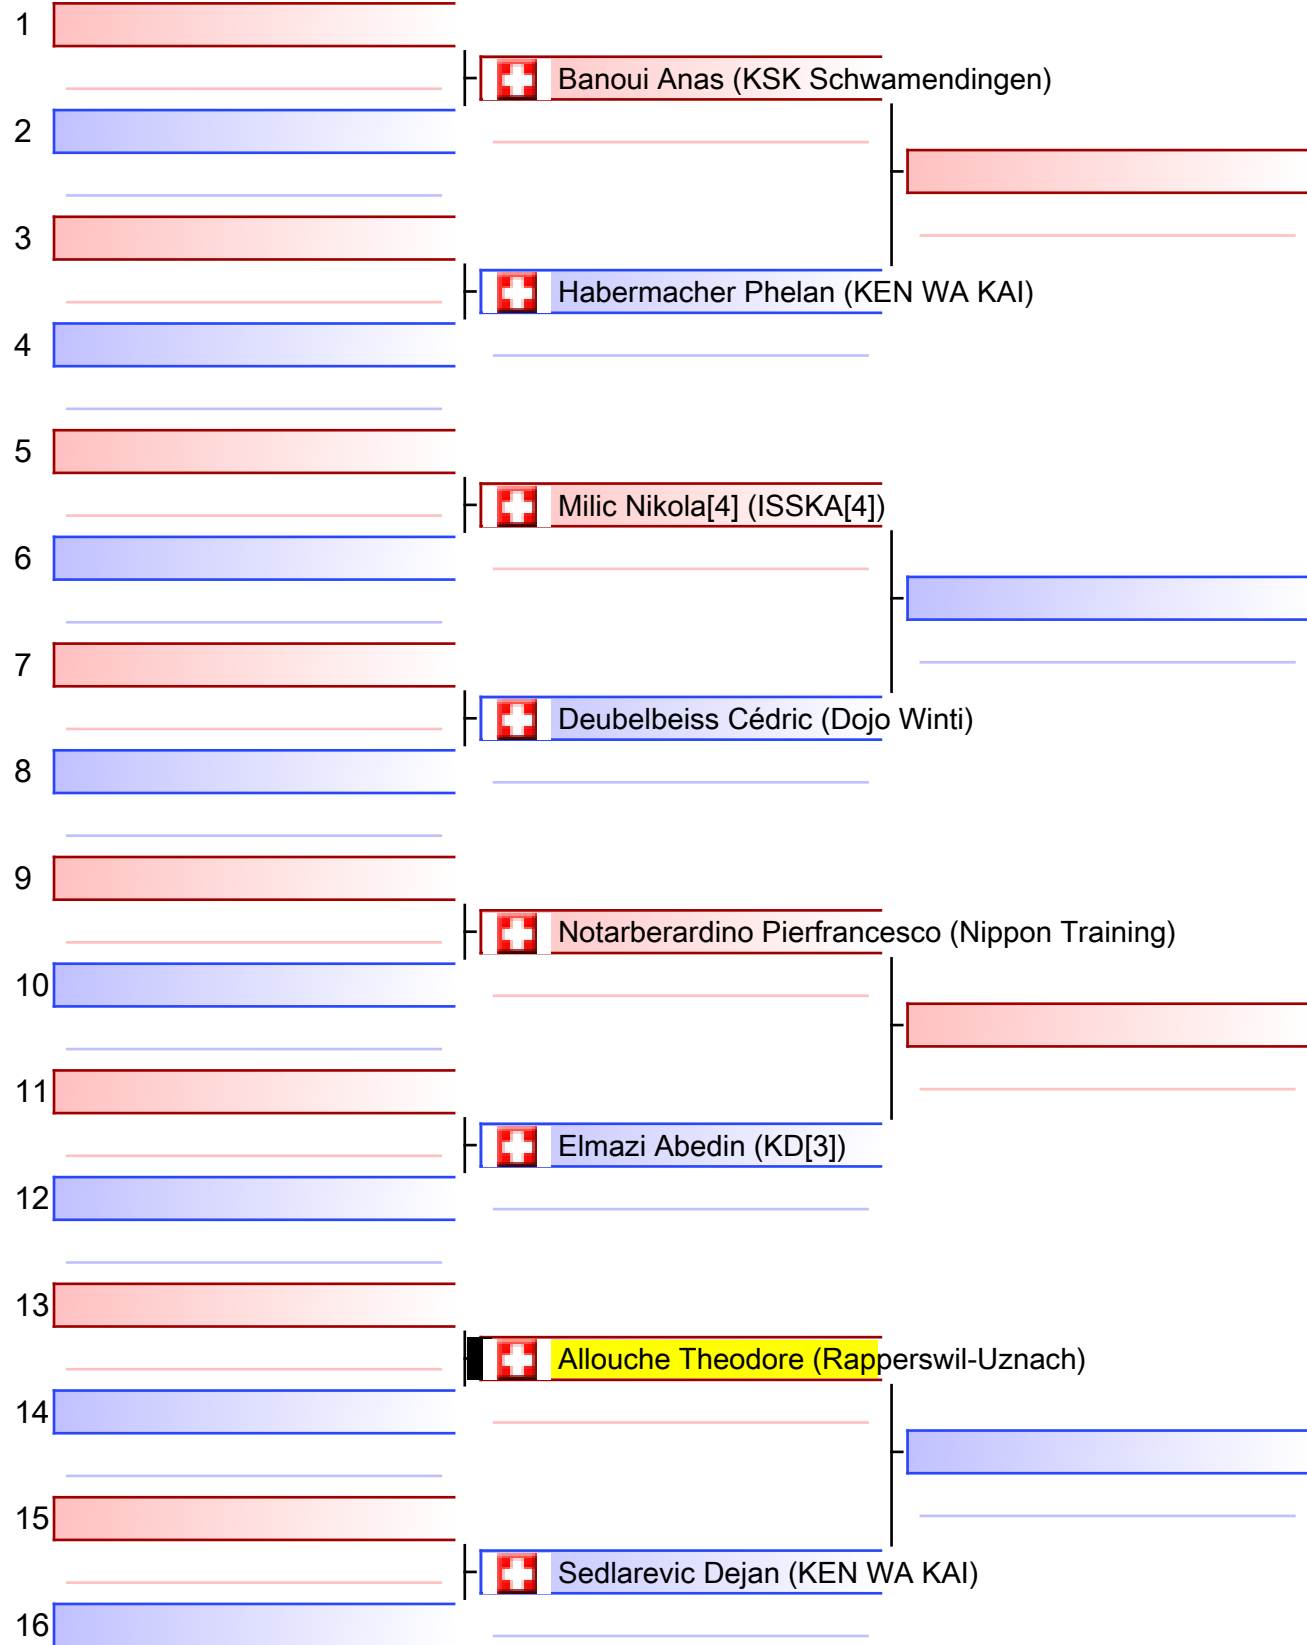 1
Banoui Anas (KSK Schwamendingen)
2
3
Habermacher Phelan (KEN WA KAI)
4
5
Milic Nikola[4] (ISSKA[4])
6
7
Deubelbeiss Cédric (Dojo Winti)
8
9
Notarberardino Pierfrancesco (Nippon Training)
10
11
Elmazi Abedin (KD[3])
12
13
Allouche Theodore (Rapperswil-Uznach)
14
15
Sedlarevic Dejan (KEN WA KAI)
16